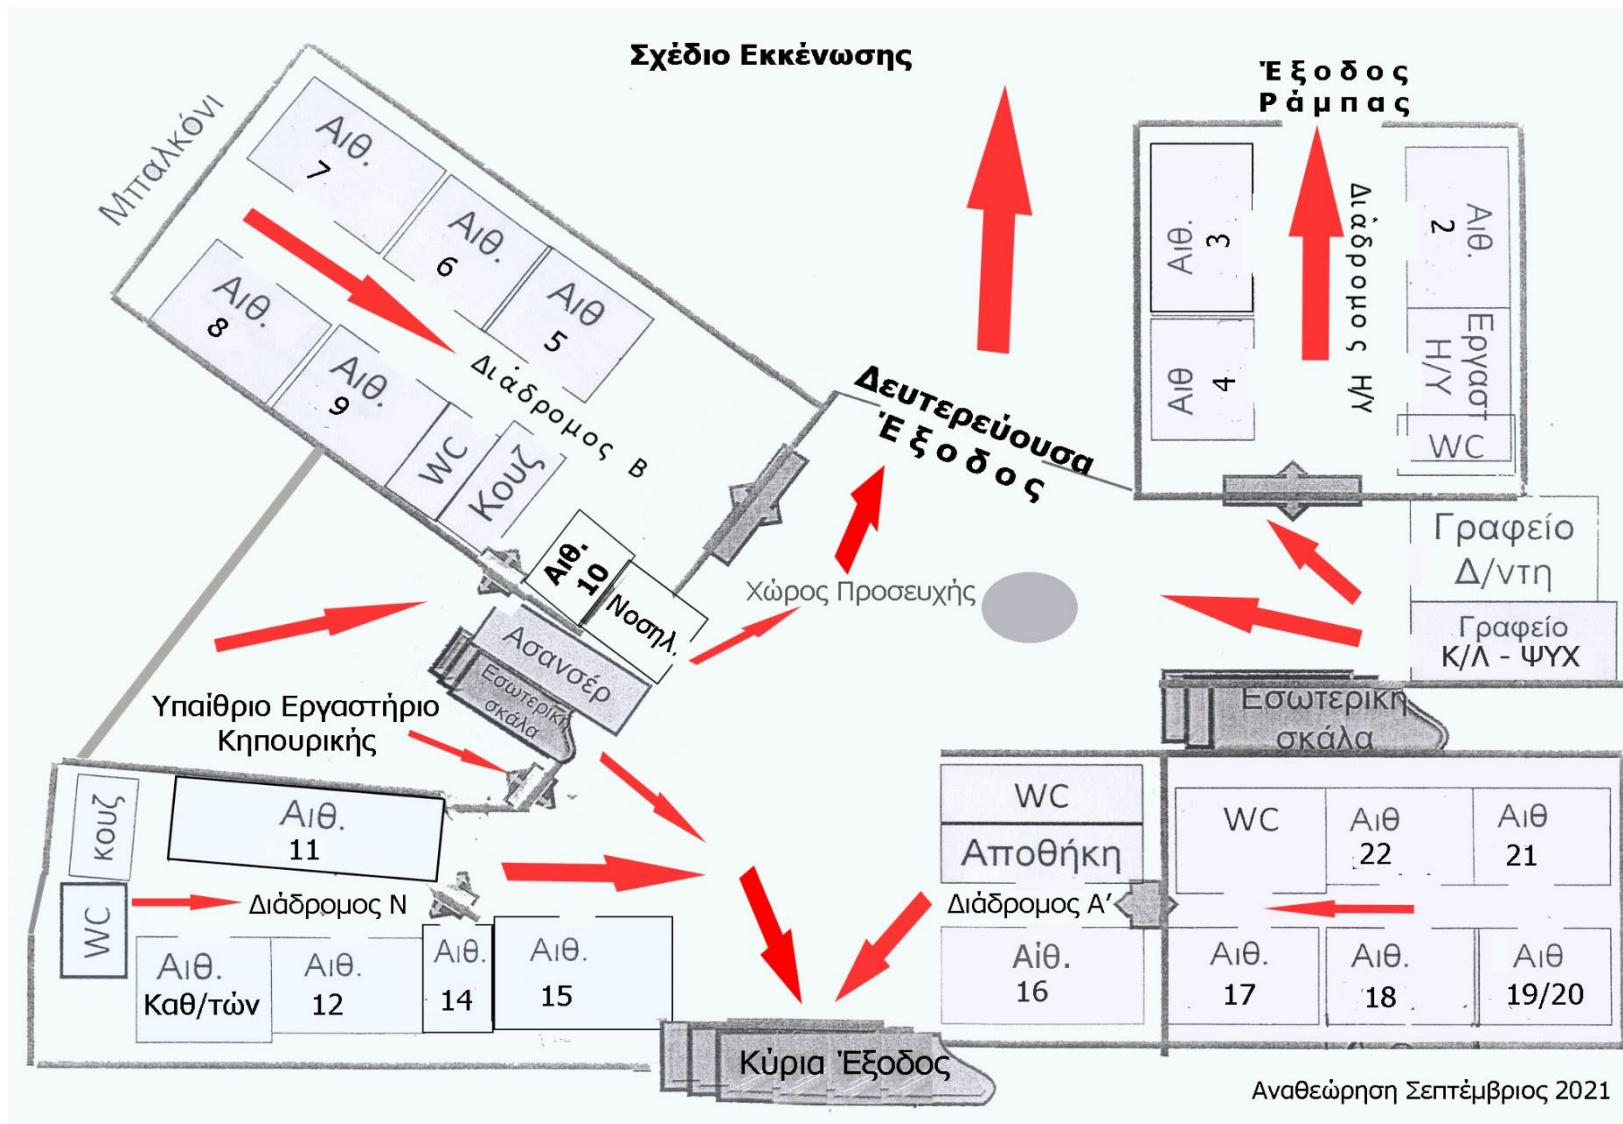 Σχέδιο Εκκένωσης
Έξοδος
Ράμπας
Μπαλκόνι
Αιθ.
7
Αιθ.
6
Αιθ
5
Αιθ.
8
Αιθ.
9
WC
Κουζ
Διάδρομος Β
Αιθ.
10
Νοσηλ.
Ασανσέρ
Εσωτερική
σκάλα
Δευτερεύουσα
Έξοδος
Χώρος Προσευχής
Αιθ.
3
Αιθ
4
Διάδρομος Η/Υ
Αιθ.
2
Εργαστ
Η/Υ
WC
Γραφείο
Δ/ντη
Γραφείο
Κ/Λ - ΨΥΧ
Εσωτερική
σκάλα
Υπαίθριο Εργαστήριο
Κηπουρικής
κουζ
Αιθ.
11
WC
Διάδρομος Ν
Αιθ.
Καθ/τών
Αιθ.
12
Αιθ.
14
Αιθ.
15
WC
Αποθήκη
Διάδρομος Α'
Αίθ.
16
WC
Αιθ
22
Αιθ
21
Αιθ.
17
Αιθ.
18
Αιθ
19/20
Κύρια Έξοδος
Αναθεώρηση Σεπτέμβριος 2021